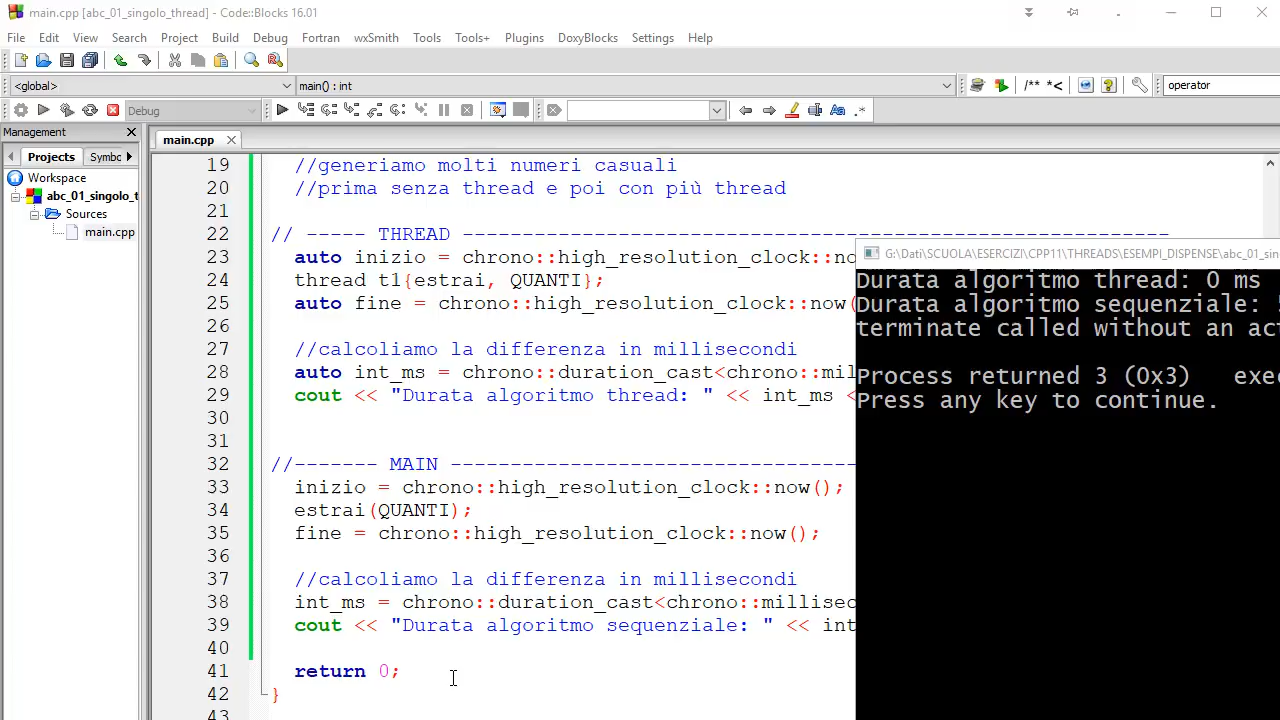 main.cpp [abc_01_singolo_thread] - Code::Blocks 16.01
File Edit View Search Project Build Debug Fortran wxSmith Tools Tools+ Plugins DoxyBlocks Settings Help
<global> main() : int /** *< operator
Debug Aa .*
Management
main.cpp
Projects Symbo
Workspace
abc_01_singolo_t
Sources
main.cpp
19 //generiamo molti numeri casuali
20 //prima senza thread e poi con più thread
21
22 // ----- THREAD -----------------------------------------------------------
23 auto inizio = chrono::high_resolution_clock::no
24 thread t1{estrai, QUANTI};
25 auto fine = chrono::high_resolution_clock::now(
26
27 //calcoliamo la differenza in millisecondi
28 auto int_ms = chrono::duration_cast<chrono::mil
29 cout << "Durata algoritmo thread: " << int_ms <
30
31
32 //------- MAIN ----------------------------------
33 inizio = chrono::high_resolution_clock::now();
34 estrai(QUANTI);
35 fine = chrono::high_resolution_clock::now();
36
37 //calcoliamo la differenza in millisecondi
38 int_ms = chrono::duration_cast<chrono::millisec
39 cout << "Durata algoritmo sequenziale: " << int
40
41 return 0;
42 }
43
G:\Dati\SCUOLA\ESERCIZI\CPP11\THREADS\ESEMPI_DISPENSE\abc_01_sin
Durata algoritmo thread: 0 ms
Durata algoritmo sequenziale:
terminate called without an act
Process returned 3 (0x3) exec
Press any key to continue.